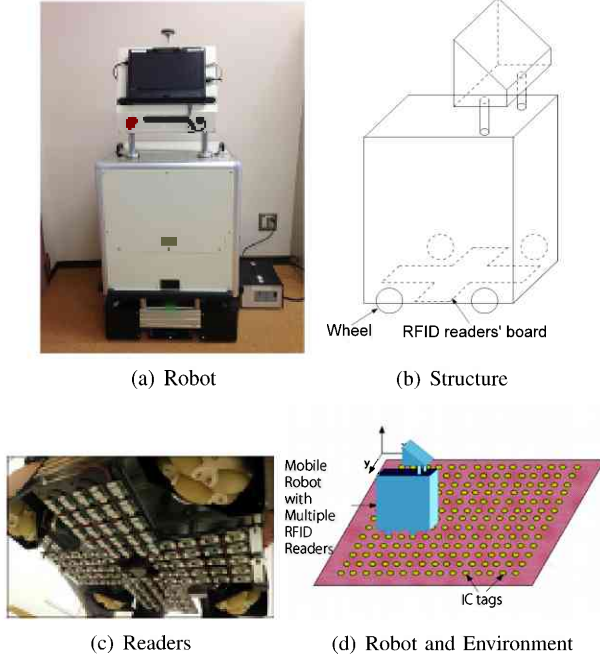 Wheel
RFID readers' board
(a) Robot
(b) Structure
y
Mobile
Robot
with
Multiple
RFID
Readers
IC tags
(c) Readers
(d) Robot and Environment